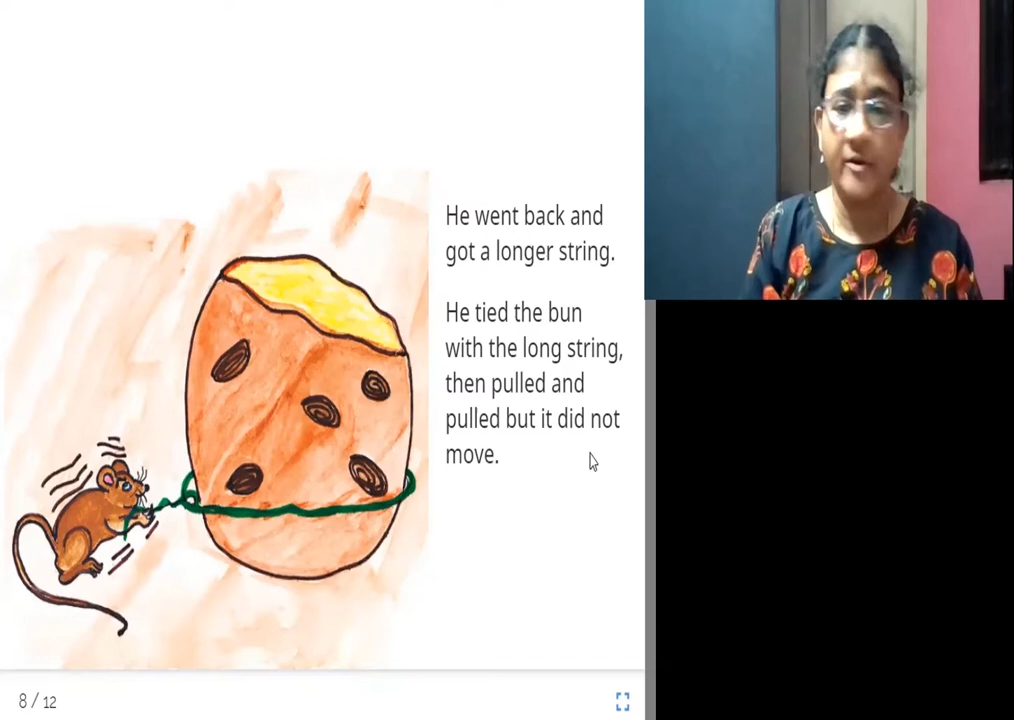 He went back and
got a longer string.
He tied the bun
with the long string,
then pulled and
pulled but it did not
move.
8 / 12